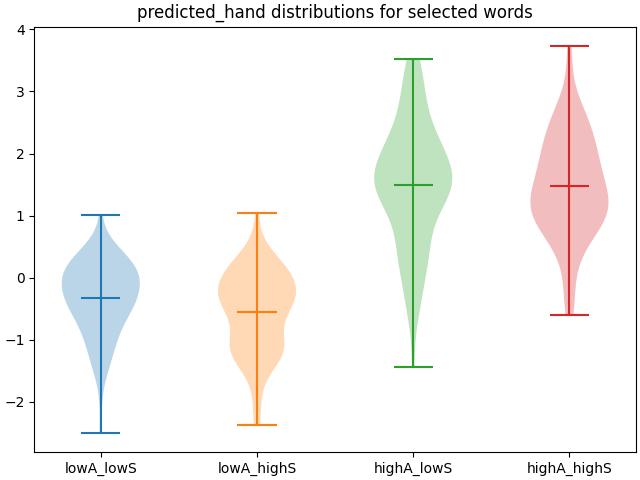 predicted_hand distributions for selected words
4
3
2
1
0
−1
−2
lowA_lowS
lowA_highS
highA_lowS
highA_highS